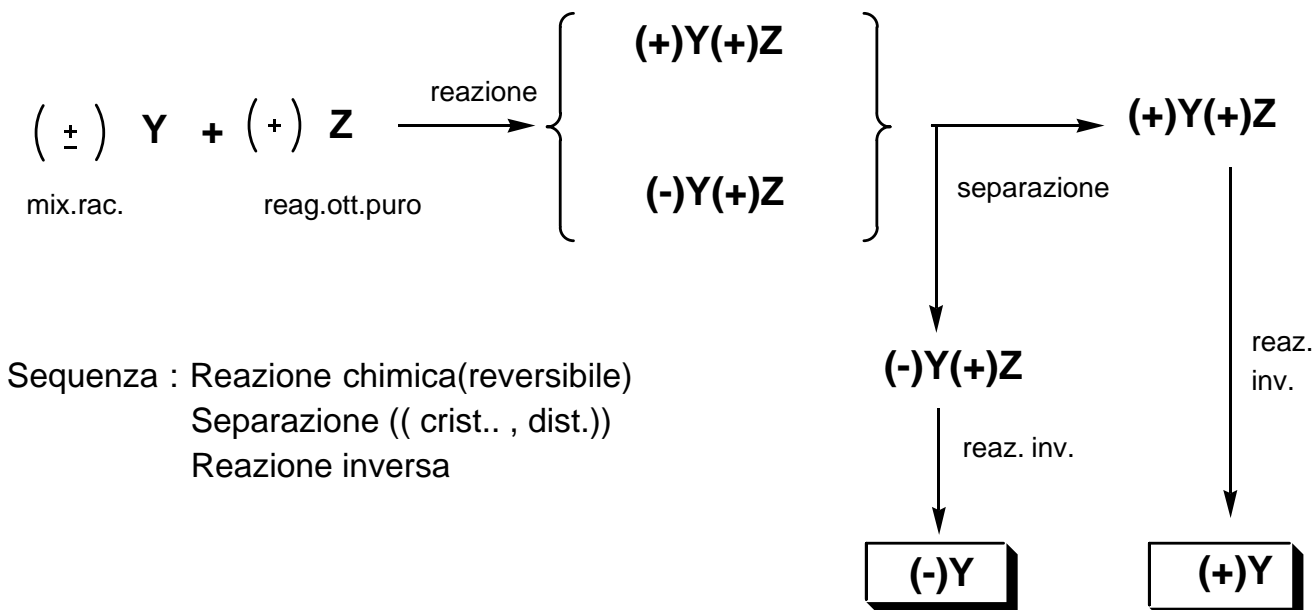 (+)Y(+)Z
reazione
( ± ) Y + ( + ) Z
(+)Y(+)Z
separazione
(-)Y(+)Z
mix.rac.
reag.ott.puro
Sequenza : Reazione chimica(reversibile)
Separazione (( crist.. , dist.))
Reazione inversa
(-)Y(+)Z
reaz.
inv.
reaz. inv.
(-)Y
(+)Y